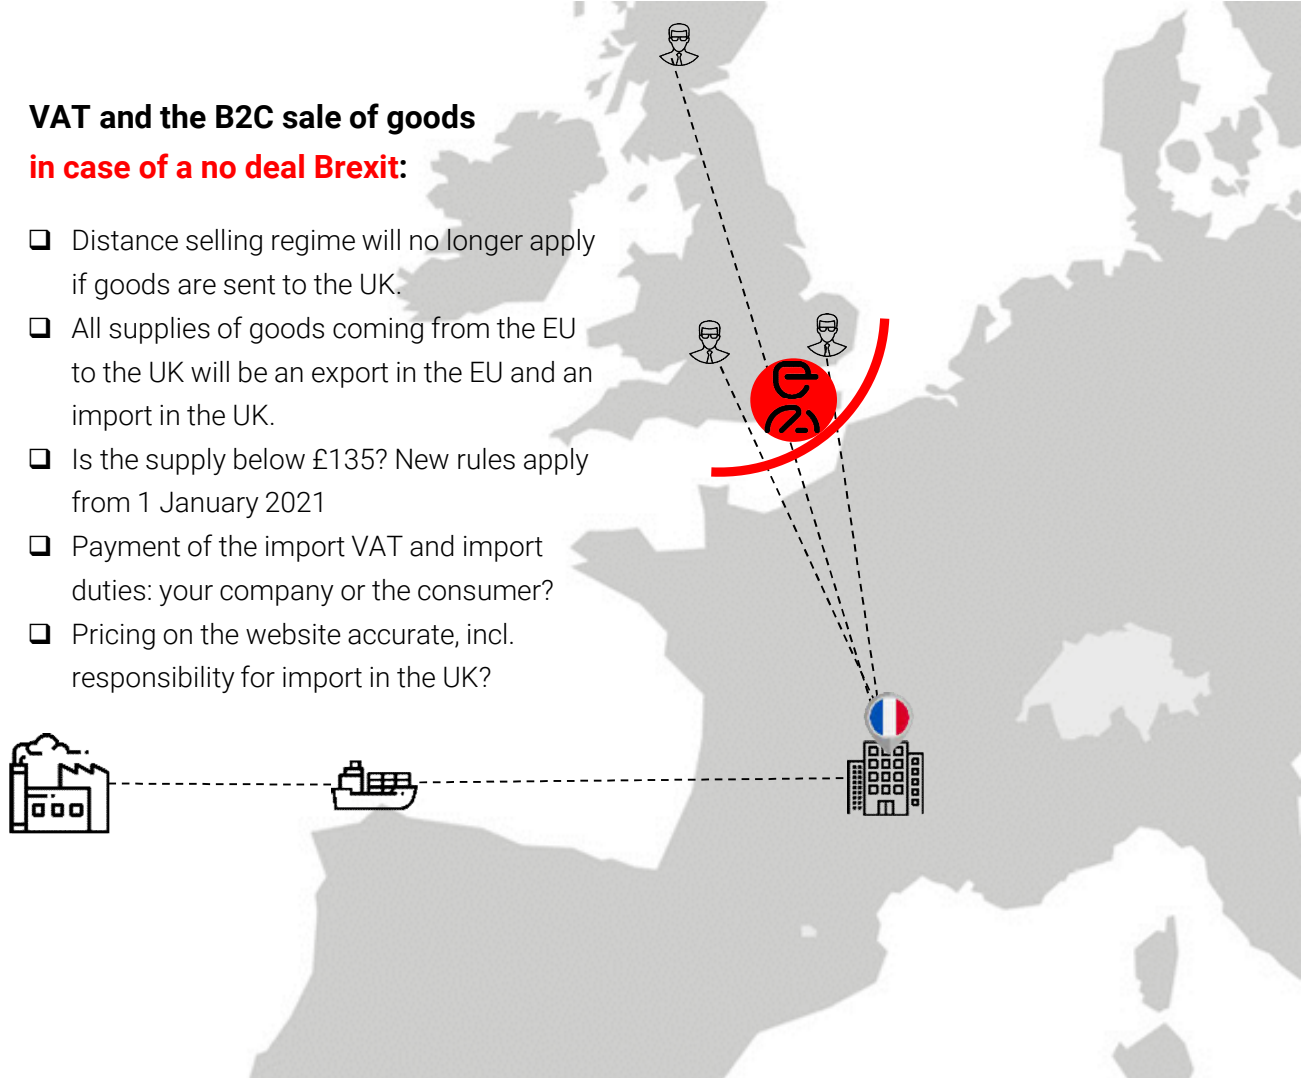 VAT and the B2C sale of goods
in case of a no deal Brexit:
Distance selling regime will no longer apply
if goods are sent to the UK.
All supplies of goods coming from the EU
to the UK will be an export in the EU and an
import in the UK.
Is the supply below £135? New rules apply
from 1 January 2021
Payment of the import VAT and import
duties: your company or the consumer?
Pricing on the website accurate, incl.
responsibility for import in the UK?